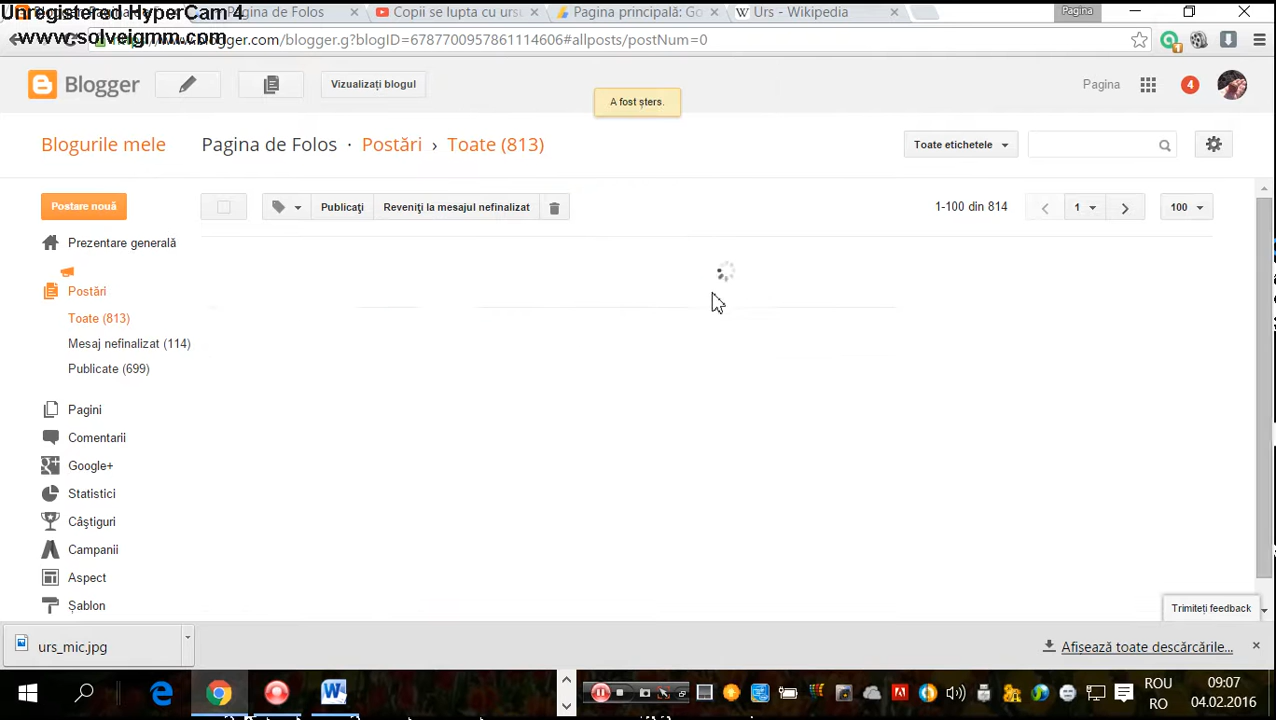 Unregistered HyperCam 4
www.solveigmm.com
Pagina de Folos
Copii se lupta cu ursu
Pagina principală: Go
Urs - Wikipedia
Pagina
.blogger.com/blogger.g?blogID=6787700957861114606#allposts/postNum=0
Blogger
Vizualizați blogul
A fost șters.
Pagina
4
Blogurile mele
Pagina de Folos · Postări › Toate (813)
Toate etichetele
Postare nouă
Publicați
Reveniți la mesajul nefinalizat
1-100 din 814
1
100
Prezentare generală
Postări
Toate (813)
Mesaj nefinalizat (114)
Publicate (699)
Pagini
Comentarii
Google+
Statistici
Câștiguri
Campanii
Aspect
Șablon
Trimiteți feedback
urs_mic.jpg
Afișează toate descărcările...
ROU
RO
09:07
04.02.2016